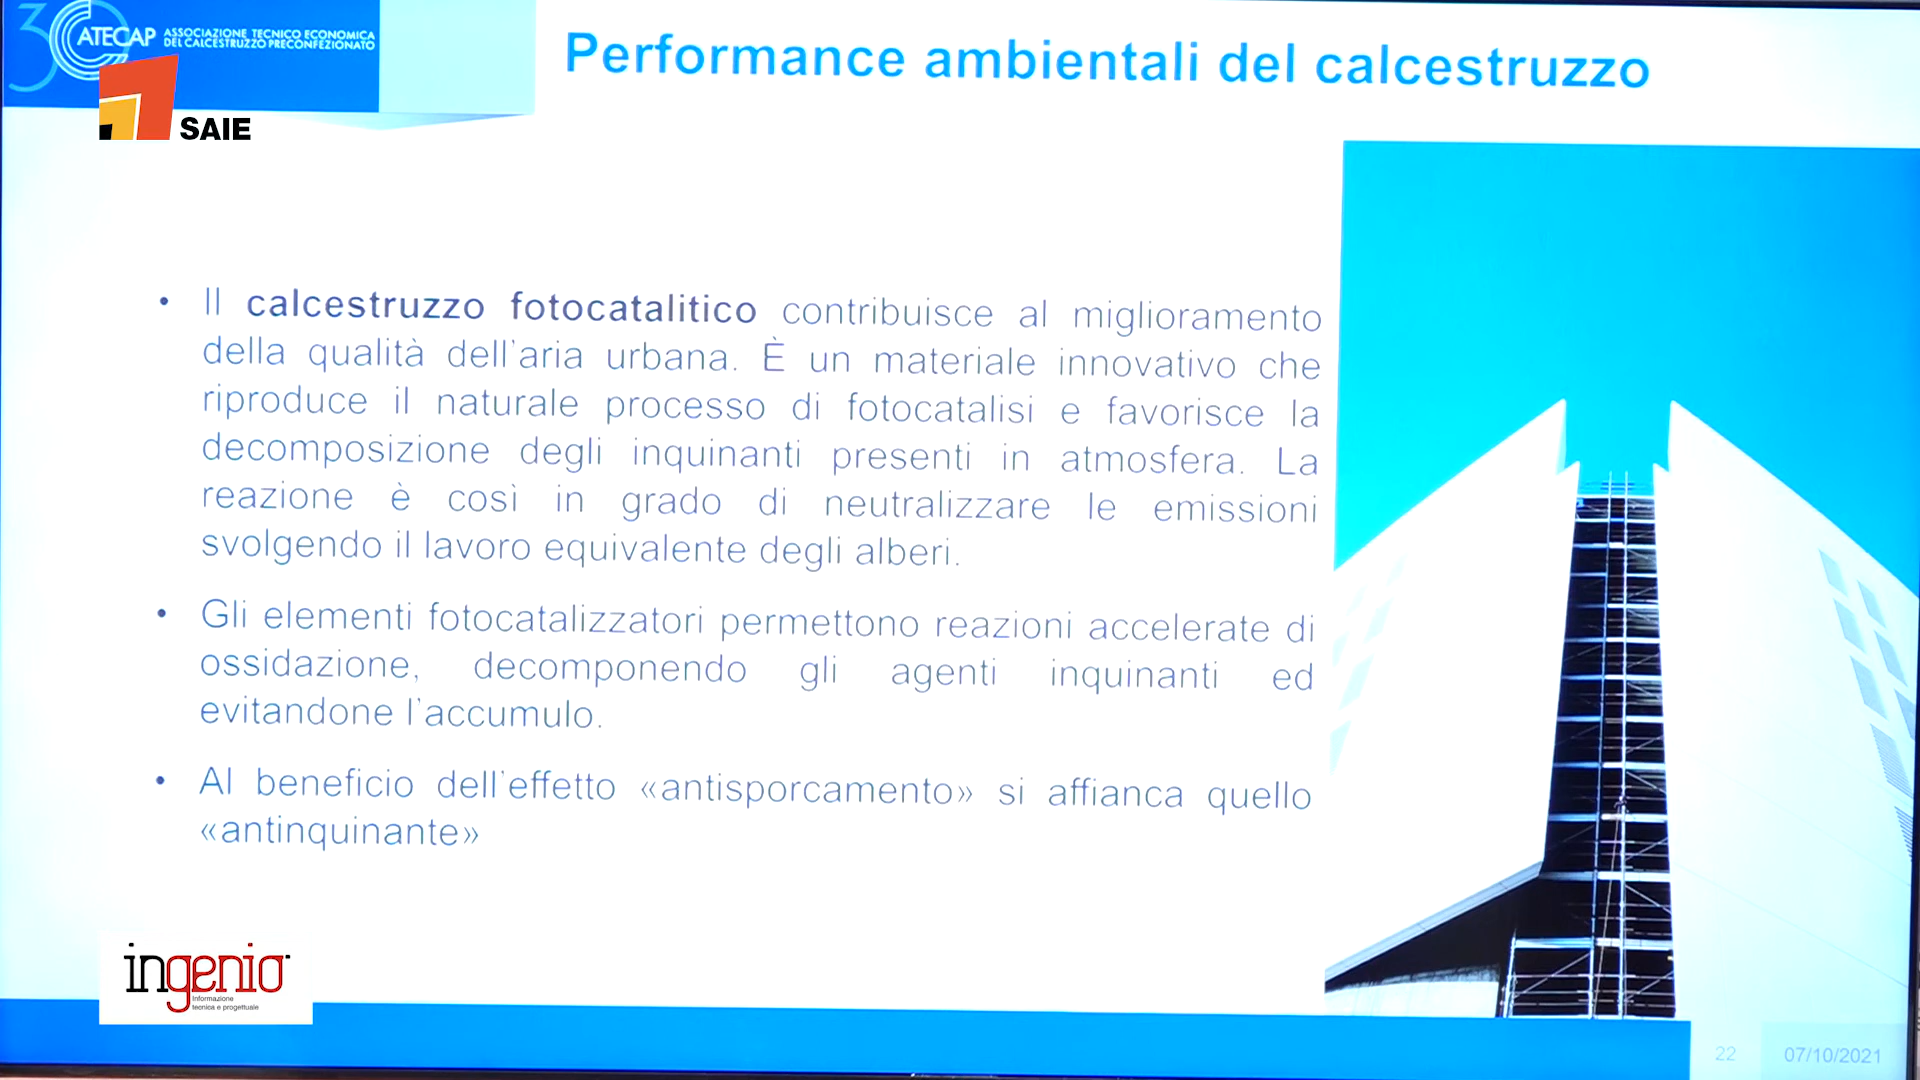 ATECAP ASSOCIAZIONE TECNICO ECONOMICA
DEL CALCESTRUZZO PRECONFEZIONATO
SAIE
Performance ambientali del calcestruzzo
• Il calcestruzzo fotocatalitico contribuisce al miglioramento
della qualità dell'aria urbana. È un materiale innovativo che
riproduce il naturale processo di fotocatalisi e favorisce la
decomposizione degli inquinanti presenti in atmosfera. La
reazione è così in grado di neutralizzare le emissioni
svolgendo il lavoro equivalente degli alberi.
• Gli elementi fotocatalizzatori permettono reazioni accelerate di
ossidazione, decomponendo gli agenti inquinanti ed
evitandone l'accumulo.
• Al beneficio dell'effetto «antisporcamento» si affianca quello
«antinquinante»
ingenio
Informazione
tecnica e progettuale
22
07/10/2021